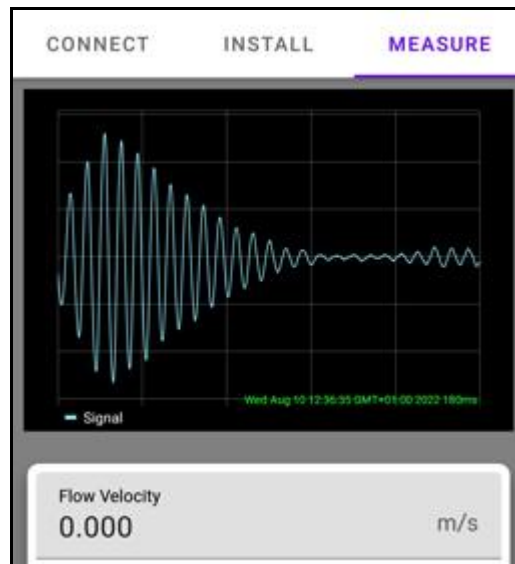 CONNECT INSTALL MEASURE
Wed Aug 10 12:36:35 GMT+01:00 2022 180ms
Signal
Flow Velocity
0.000 m/s